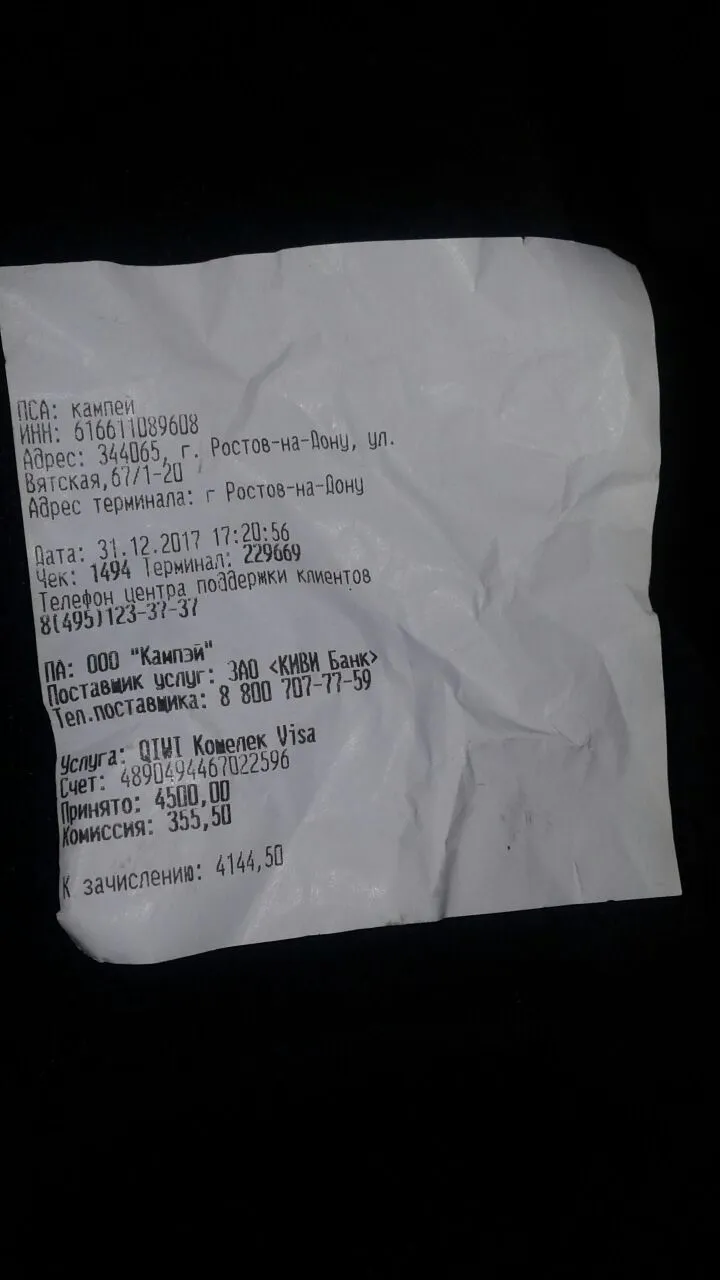 ПСА: кампей
ИНН: 616611089608
Адрес: 344065, г. Ростов-на-Дону, ул.
Вятская,67/1-20
Адрес терминала: г Ростов-на-Дону
Дата: 31.12.2017 17:20:56
Чек: 1494 Терминал: 229669
Телефон центра поддержки клиентов
8(495)123-37-37
ПА: ООО "Кампэй"
Поставщик услуг: ЗАО <КИВИ Банк>
Тел.поставщика: 8 800 707-77-59
Услуга: QIWI Кошелек Visa
Счет: 4890494467022596
Принято: 4500,00
Комиссия: 355,50
К зачислению: 4144,50